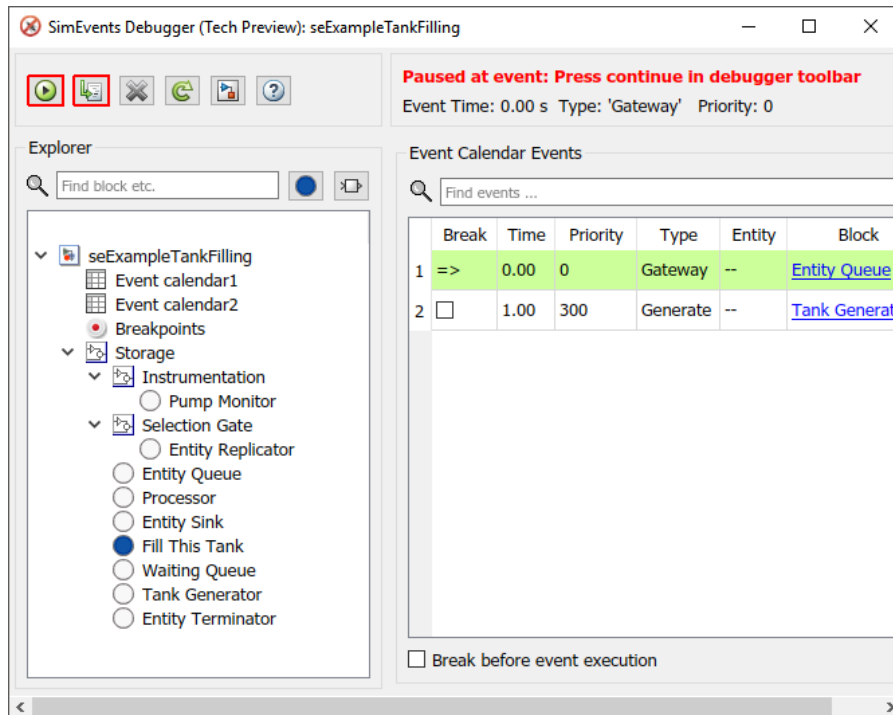 SimEvents Debugger (Tech Preview): seExampleTankFilling
Paused at event: Press continue in debugger toolbar
Event Time: 0.00 s Type: 'Gateway' Priority: 0
Explorer
Find block etc.
seExampleTankFilling
Event calendar1
Event calendar2
Breakpoints
Storage
Instrumentation
Pump Monitor
Selection Gate
Entity Replicator
Entity Queue
Processor
Entity Sink
Fill This Tank
Waiting Queue
Tank Generator
Entity Terminator
Event Calendar Events
Find events ...
Break Time Priority Type Entity Block
1 => 0.00 0 Gateway -- Entity Queue
2 1.00 300 Generate -- Tank Generat
Break before event execution